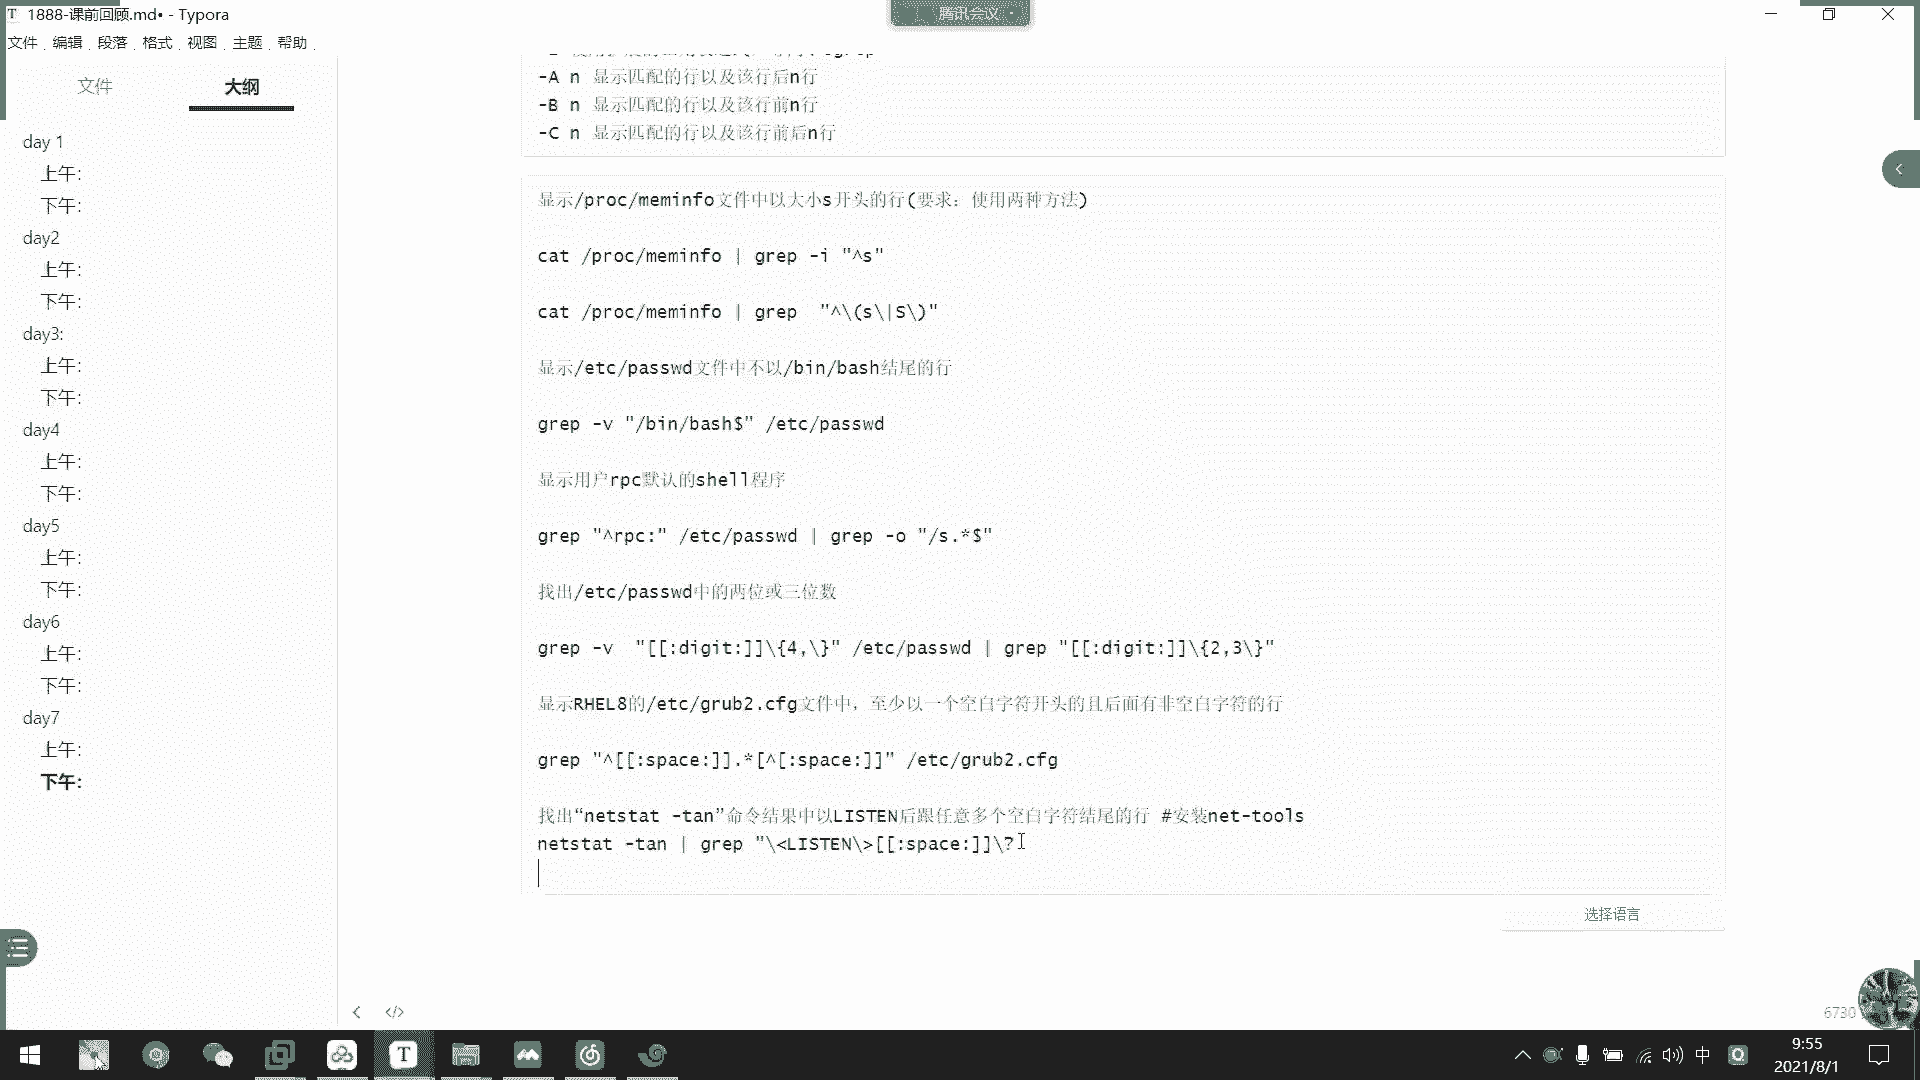 1888-课前回顾.md• - Typora
腾讯会议
文件 编辑 段落 格式 视图 主题 帮助
文件 大纲
day 1
上午：
下午：
day2
上午：
下午：
day3:
上午：
下午：
day4
上午：
下午：
day5
上午：
下午：
day6
上午：
下午：
day7
上午：
下午：
-A n 显示匹配的行以及该行后n行
-B n 显示匹配的行以及该行前n行
-C n 显示匹配的行以及该行前后n行
显示/proc/meminfo文件中以大小s开头的行(要求：使用两种方法)
cat /proc/meminfo | grep -i "^s"
cat /proc/meminfo | grep  "^\(s\|S\)"
显示/etc/passwd文件中不以/bin/bash结尾的行
grep -v "/bin/bash$" /etc/passwd
显示用户rpc默认的shell程序
grep "^rpc:" /etc/passwd | grep -o "/s.*$"
找出/etc/passwd中的两位或三位数
grep -v  "[[:digit:]]\{4,\}" /etc/passwd | grep "[[:digit:]]\{2,3\}"
显示RHEL8的/etc/grub2.cfg文件中，至少以一个空白字符开头的且后面有非空白字符的行
grep "^[[:space:]].*[^[:space:]]" /etc/grub2.cfg
找出“netstat -tan”命令结果中以LISTEN后跟任意多个空白字符结尾的行 #安装net-tools
netstat -tan | grep "\<LISTEN\>[[:space:]]\?
选择语言
6730
中
9:55
2021/8/1